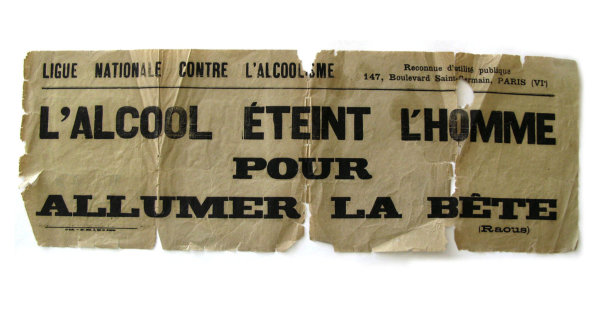 LIGUE NATIONALE CONTRE L'ALCOOLISME
Reconnue d'utilité publique
147, Boulevard Saint-Germain, PARIS (VIᵉ)
L'ALCOOL ÉTEINT L'HOMME
POUR
ALLUMER LA BÊTE
(Raous)